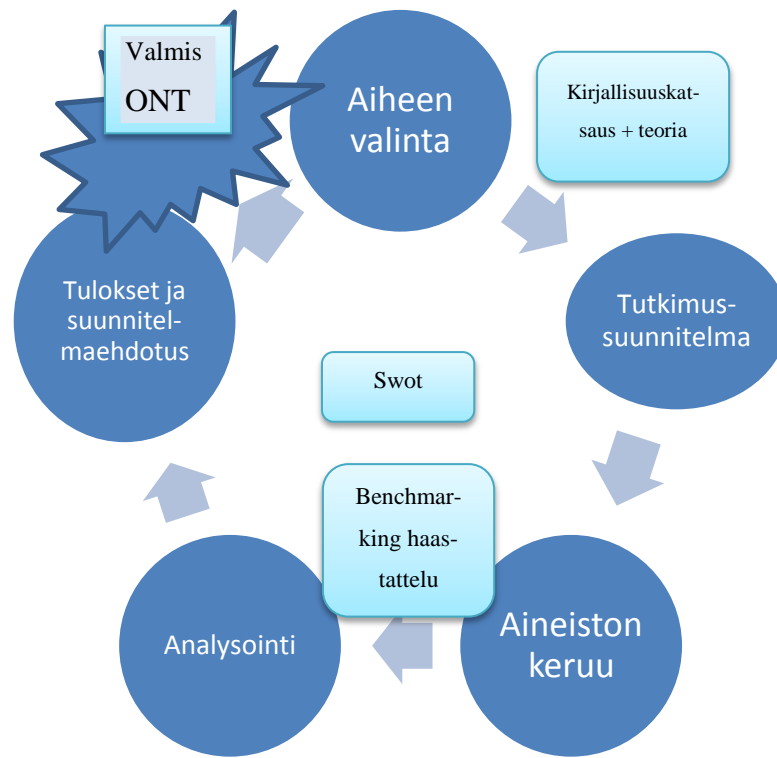 Valmis
ONT
Aiheen
valinta
Kirjallisuuskat-
saus + teoria
Tutkimus-
suunnitelma
Tulokset ja
suunnitel-
maehdotus
Swot
Benchmar-
king haas-
tattelu
Analysointi
Aineiston
keruu